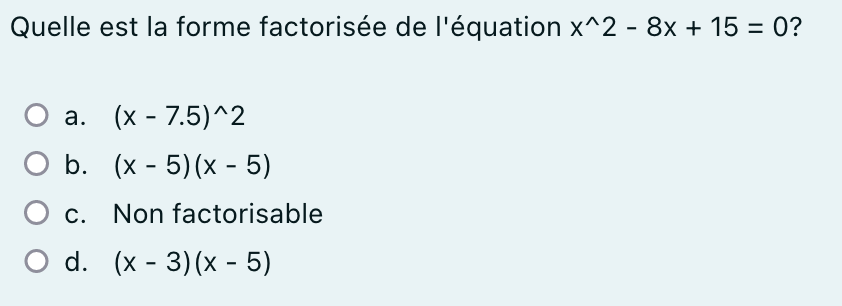 Quelle est la forme factorisée de l'équation x^2 - 8x + 15 = 0?
a. (x - 7.5)^2
b. (x - 5)(x - 5)
c. Non factorisable
d. (x - 3)(x - 5)